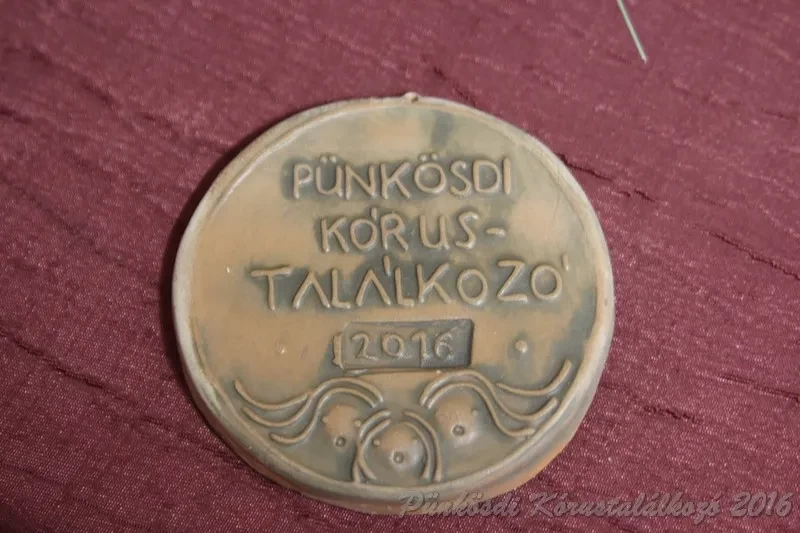 PÜNKÖSDI
KÓRUS-
TALÁLKOZÓ
2016
Pünkösdi Kórustalálkozó 2016